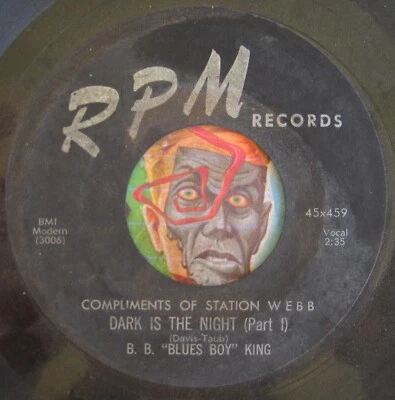 RPM
RECORDS
45x459
BMI
Modern
(3006)
Vocal
2:35
COMPLIMENTS OF STATION WEBB
DARK IS THE NIGHT (Part I)
(Davis-Taub)
B. B. "BLUES BOY" KING